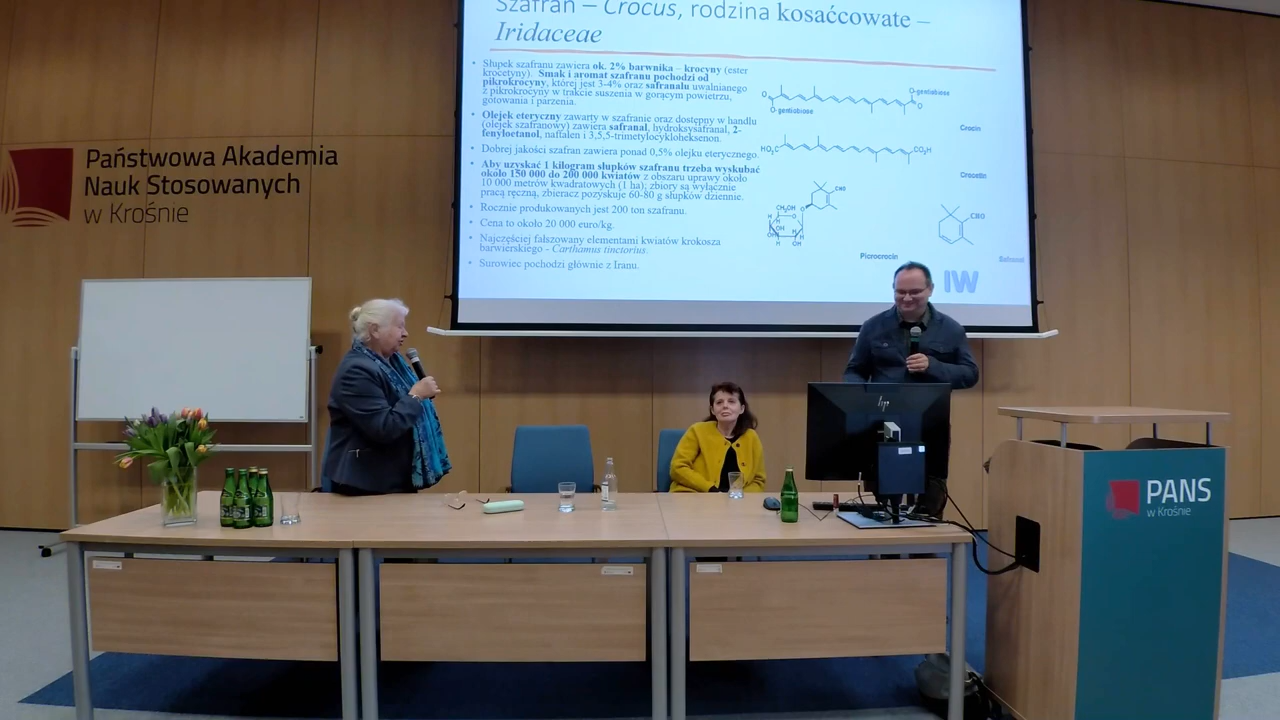 Szafran – Crocus, rodzina kosaćcowate –
Iridaceae
• Słupek szafranu zawiera ok. 2% barwnika – krocyny (ester
krocetyny). Smak i aromat szafranu pochodzi od
pikrokrocyny, której jest 3-4% oraz safranalu uwalnianego
z pikrokrocyny w trakcie suszenia w gorącym powietrzu,
gotowania i parzenia.
• Olejek eteryczny zawarty w szafranie oraz dostępny w handlu
(olejek szafranowy) zawiera safranal, hydroksysafranal, 2-
fenyloetanol, naftalen i 3,5,5-trimetylocykloheksenon.
• Dobrej jakości szafran zawiera ponad 0,5% olejku eterycznego.
• Aby uzyskać 1 kilogram słupków szafranu trzeba wyskubać
około 150 000 do 200 000 kwiatów z obszaru uprawy około
10 000 metrów kwadratowych (1 ha); zbiory są wyłącznie
pracą ręczną, zbieracz pozyskuje 60-80 g słupków dziennie.
• Rocznie produkowanych jest 200 ton szafranu.
• Cena to około 20 000 euro/kg.
• Najczęściej fałszowany elementami kwiatów krokosza
barwierskiego - Carthamus tinctorius.
• Surowiec pochodzi głównie z Iranu.
O-gentiobiose
O-gentiobiose
Crocin
HO₂C
CO₂H
Crocetin
CHO
CH₂OH
Picrocrocin
CHO
Safranal
IW
Państwowa Akademia
Nauk Stosowanych
w Krośnie
hp
PANS
w Krośnie